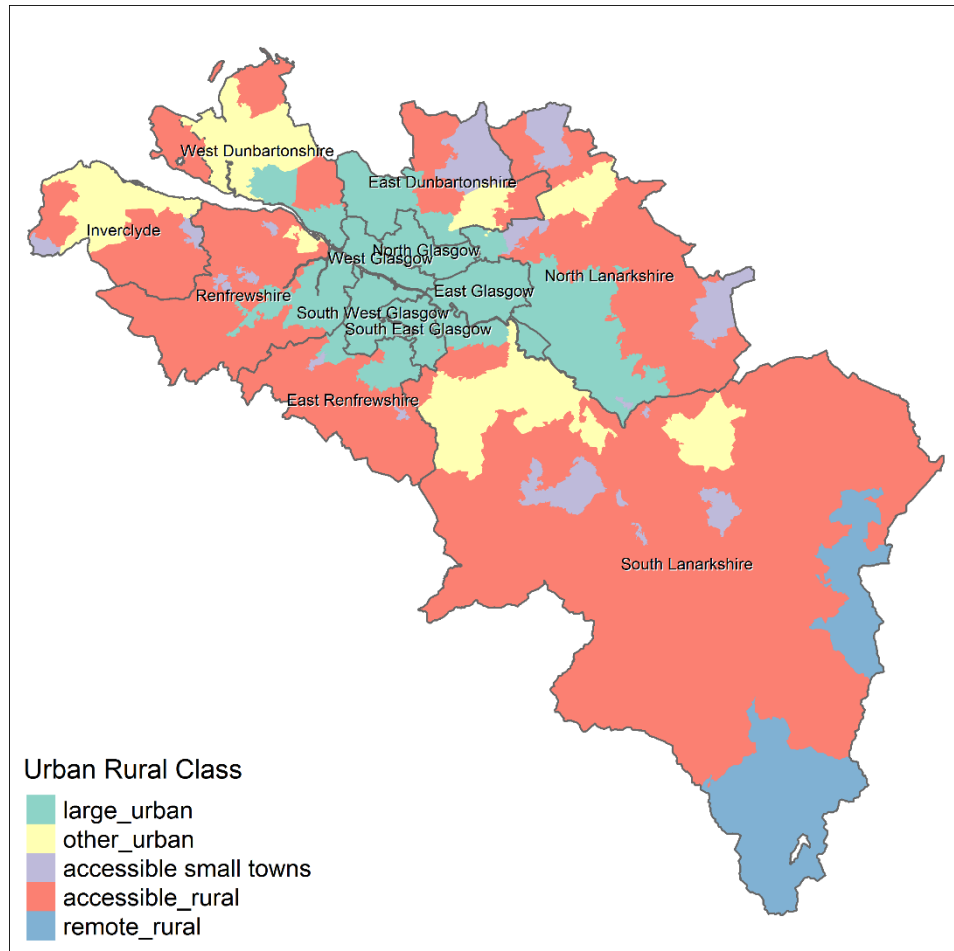 West Dunbartonshire
East Dunbartonshire
Inverclyde
North Glasgow
West Glasgow
North Lanarkshire
East Glasgow
Renfrewshire
South West Glasgow
South East Glasgow
East Renfrewshire
South Lanarkshire
Urban Rural Class
large_urban
other_urban
accessible small towns
accessible_rural
remote_rural